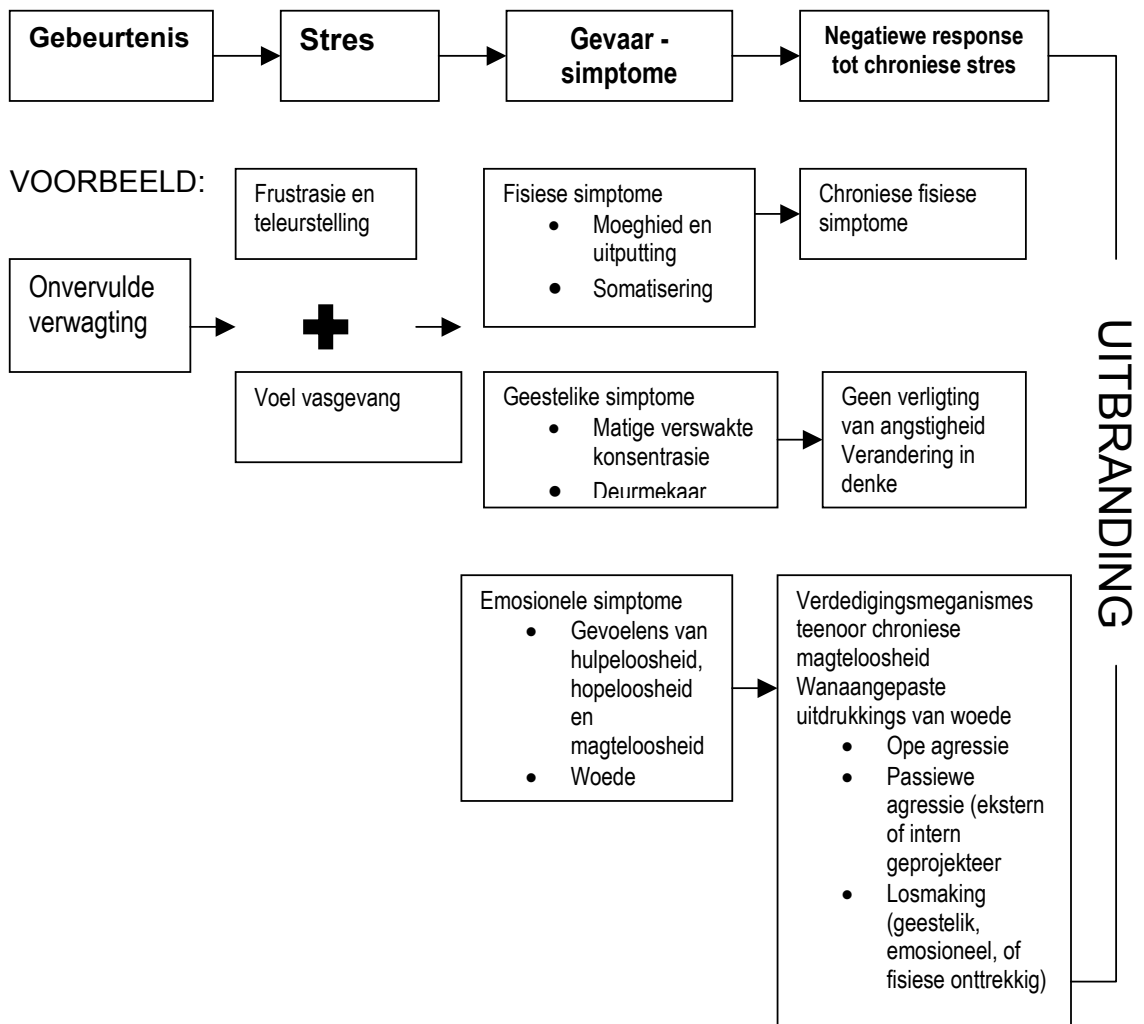 Gebeurtenis
Stres
Gevaar -
simptome
Negatiewe response
tot chroniese stres
VOORBEELD:
Onvervulde
verwagting
Frustrasie en
teleurstelling
Voel vasgevang
Fisiese simptome
• Moeghied en
uitputting
• Somatisering
Chroniese fisiese
simptome
Geestelike simptome
• Matige verswakte
konsentrasie
• Deurmekaar
Geen verligting
van angstigheid
Verandering in
denke
Emosionele simptome
• Gevoelens van
hulpeloosheid,
hopeloosheid
en
magteloosheid
• Woede
Verdedigingsmeganismes
teenoor chroniese
magteloosheid
Wanaangepaste
uitdrukkings van woede
• Ope agressie
• Passiewe
agressie (ekstern
of intern
geprojekteer
• Losmaking
(geestelik,
emosioneel, of
fisiese onttrekkig)
UITBRANDING